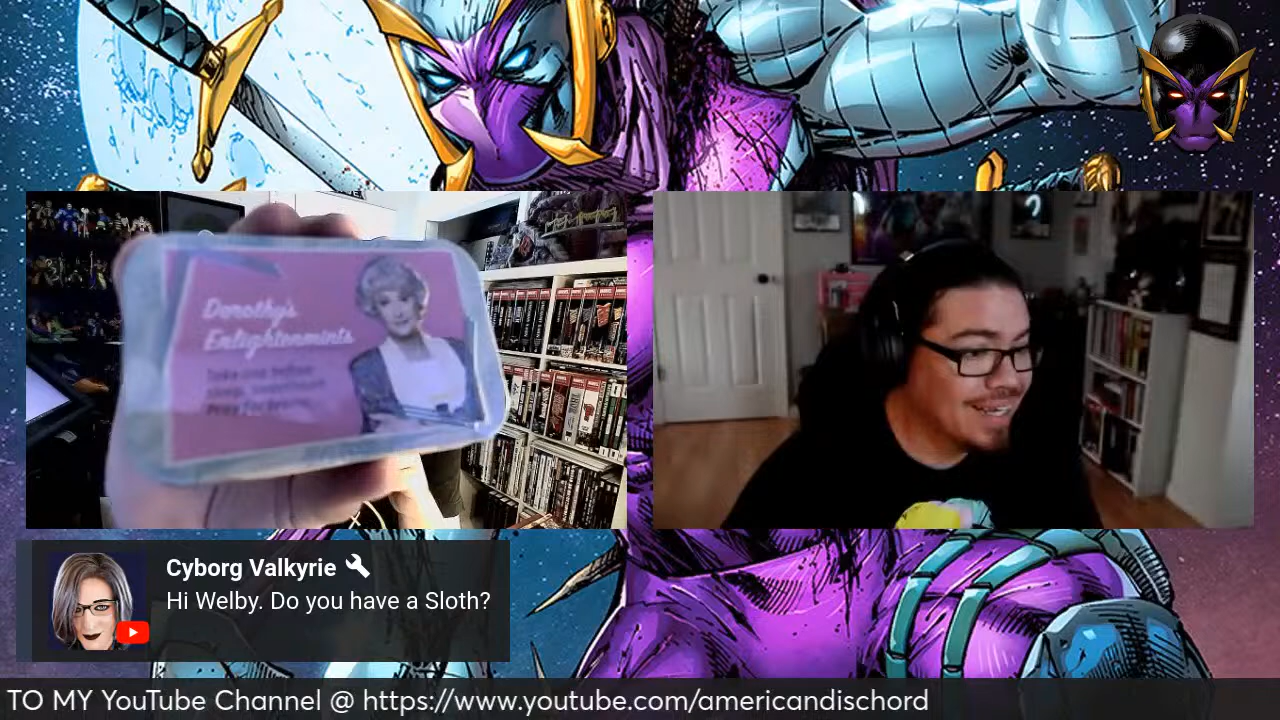 Dorothy's
Enlightenmints
Cyborg Valkyrie
Hi Welby. Do you have a Sloth?
TO MY YouTube Channel @ https://www.youtube.com/americandischord